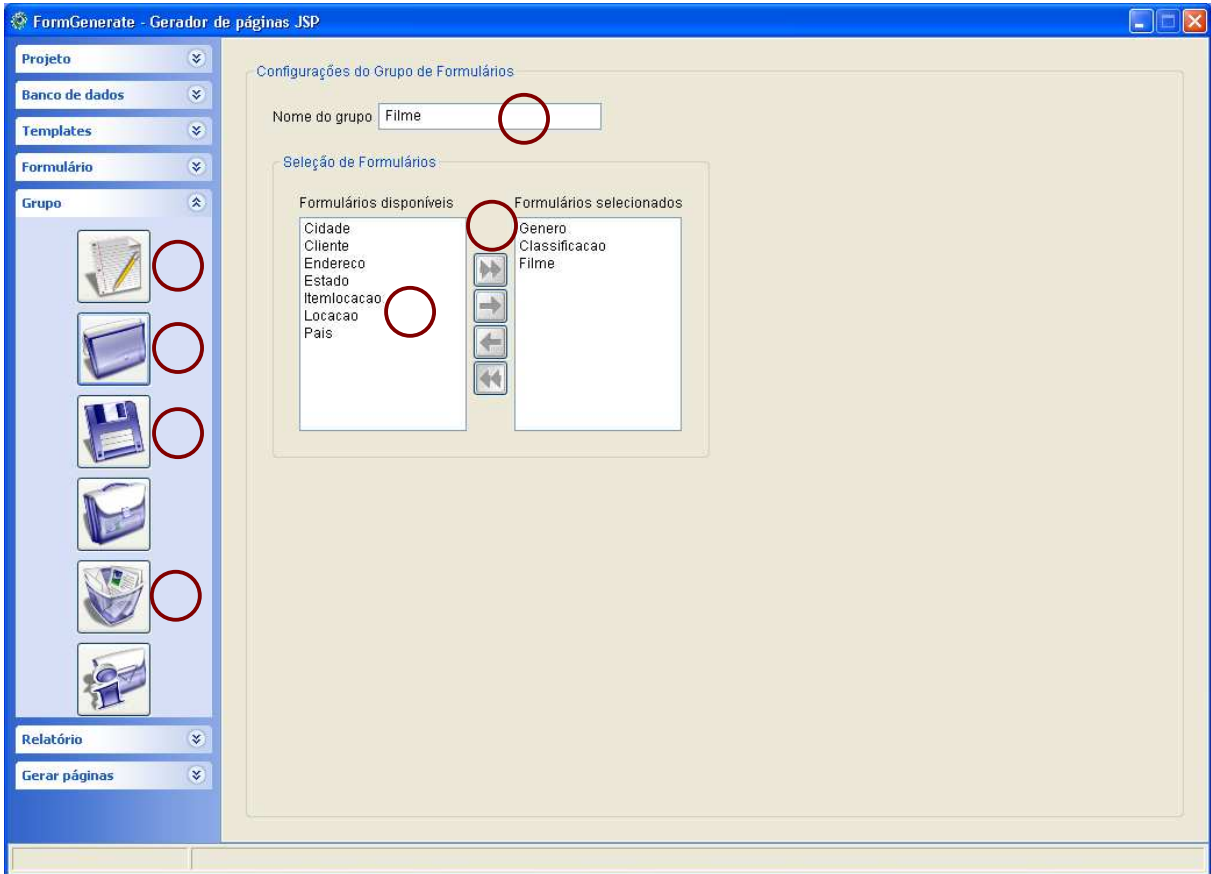 FormGenerate - Gerador de páginas JSP
Projeto
Banco de dados
Templates
Formulário
Grupo
Relatório
Gerar páginas
Configurações do Grupo de Formulários
Nome do grupo Filme
Seleção de Formulários
Formulários disponíveis
Cidade
Cliente
Endereco
Estado
Itemlocacao
Locacao
Pais
Formulários selecionados
Genero
Classificacao
Filme